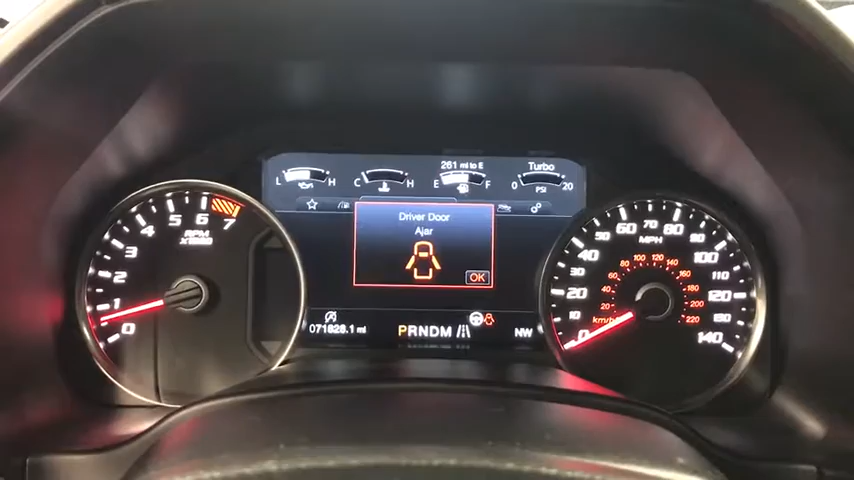 261 mi to E
Turbo
L H
C H
E F
0 PSI 20
Driver Door
Ajar
OK
071828.1 mi
PRNDM
NW
RPM
x1000
0
1
2
3
4
5
6
7
MPH
km/h
0
10
20
30
40
50
60
70
80
90
100
110
120
130
140
20
40
60
80
100
120
140
160
180
200
220